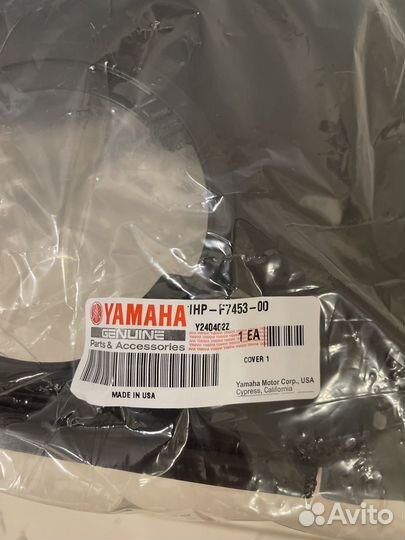 YAMAHA
GENUINE
Parts & Accessories
1HP-F7453-00
YZ40402Z
1 EA
COVER 1
MADE IN USA
Yamaha Motor Corp., USA
Cypress, California
Avito